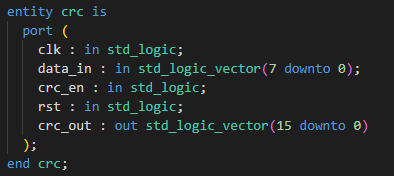 entity crc is
port (
clk : in std_logic;
data_in : in std_logic_vector(7 downto 0);
crc_en : in std_logic;
rst : in std_logic;
crc_out : out std_logic_vector(15 downto 0)
);
end crc;